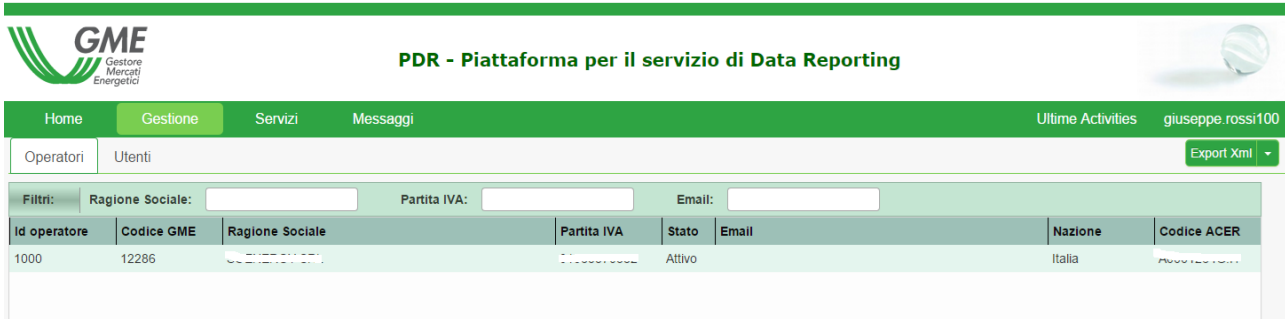 GME
Gestore
Mercati
Energetici
PDR - Piattaforma per il servizio di Data Reporting
Home Gestione Servizi Messaggi Ultime Activities giuseppe.rossi100
Operatori Utenti Export Xml
Filtri: Ragione Sociale: Partita IVA: Email:
Id operatore Codice GME Ragione Sociale Partita IVA Stato Email Nazione Codice ACER
1000 12286 Attivo Italia